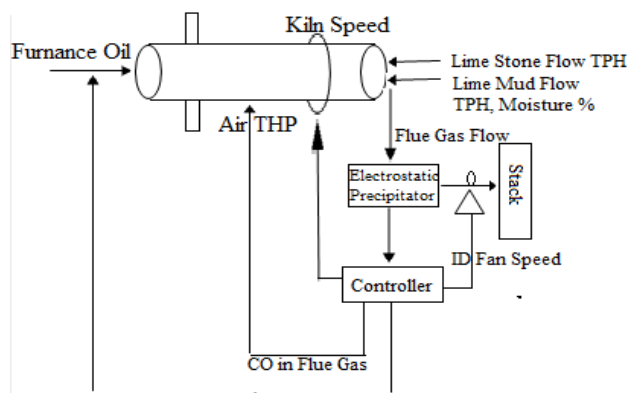 Kiln Speed
Furnance Oil
Lime Stone Flow TPH
Lime Mud Flow
TPH, Moisture %
Air THP
Flue Gas Flow
Electrostatic
Precipitator
Stack
ID Fan Speed
Controller
CO in Flue Gas